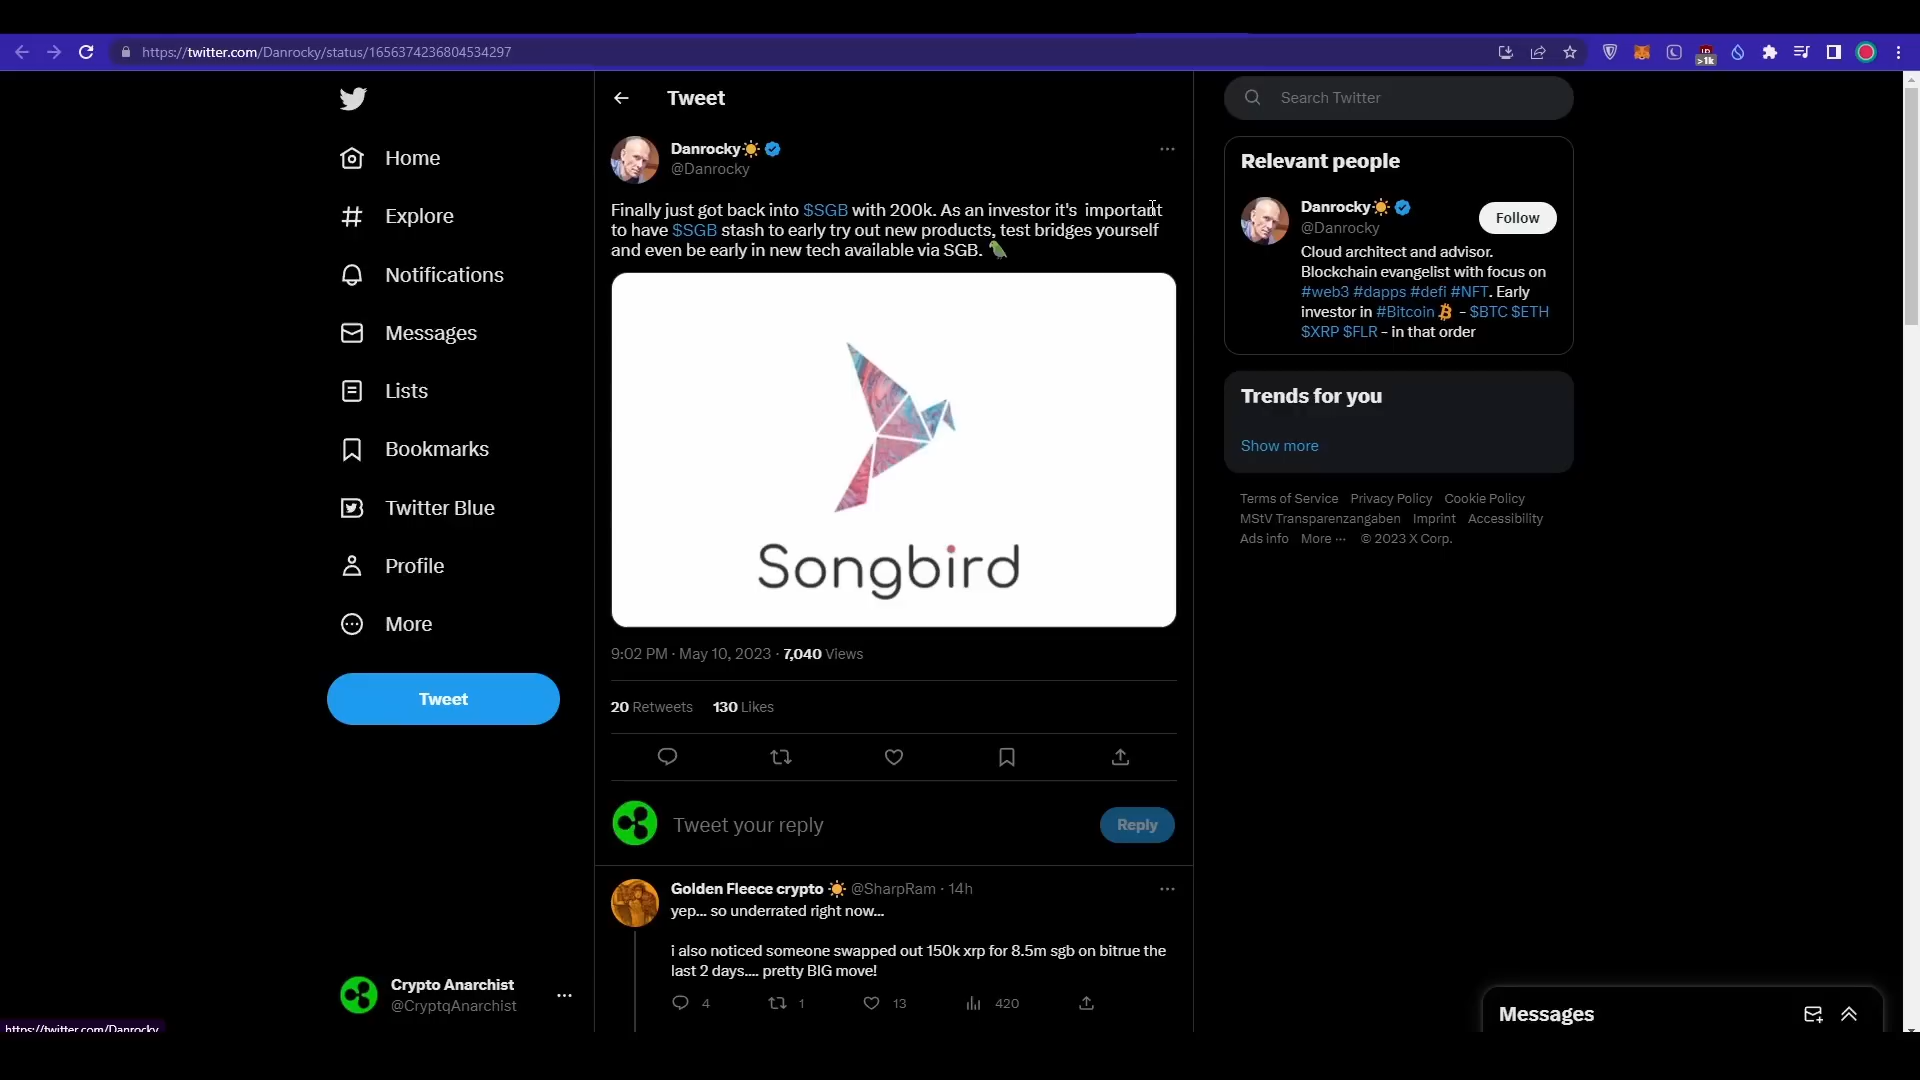 https://twitter.com/Danrocky/status/1656374236804534297
>1k
Home
Explore
Notifications
Messages
Lists
Bookmarks
Twitter Blue
Profile
More
Tweet
Crypto Anarchist
@CryptqAnarchist
https://twitter.com/Danrocky
Tweet
Danrocky
@Danrocky
Finally just got back into $SGB with 200k. As an investor it's important
to have $SGB stash to early try out new products, test bridges yourself
and even be early in new tech available via SGB.
Songbird
9:02 PM · May 10, 2023 · 7,040 Views
20 Retweets 130 Likes
Tweet your reply
Reply
Golden Fleece crypto @SharpRam · 14h
yep... so underrated right now...
i also noticed someone swapped out 150k xrp for 8.5m sgb on bitrue the
last 2 days.... pretty BIG move!
4 1 13 420
Search Twitter
Relevant people
Danrocky
@Danrocky
Follow
Cloud architect and advisor.
Blockchain evangelist with focus on
#web3 #dapps #defi #NFT. Early
investor in #Bitcoin - $BTC $ETH
$XRP $FLR - in that order
Trends for you
Show more
Terms of Service Privacy Policy Cookie Policy
MStV Transparenzangaben Imprint Accessibility
Ads info More ··· © 2023 X Corp.
Messages